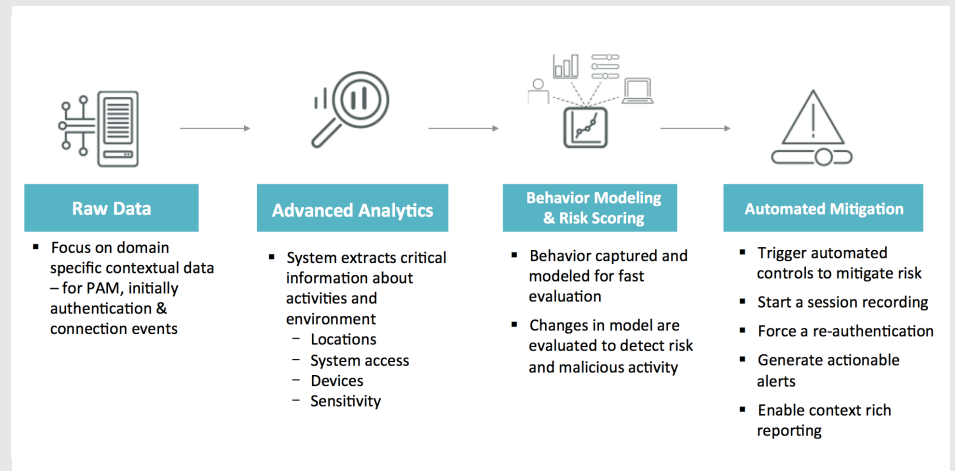 Raw Data
▪ Focus on domain
specific contextual data
– for PAM, initially
authentication &
connection events
Advanced Analytics
▪ System extracts critical
information about
activities and
environment
– Locations
– System access
– Devices
– Sensitivity
Behavior Modeling
& Risk Scoring
▪ Behavior captured and
modeled for fast
evaluation
▪ Changes in model are
evaluated to detect risk
and malicious activity
Automated Mitigation
▪ Trigger automated
controls to mitigate risk
▪ Start a session recording
▪ Force a re-authentication
▪ Generate actionable
alerts
▪ Enable context rich
reporting